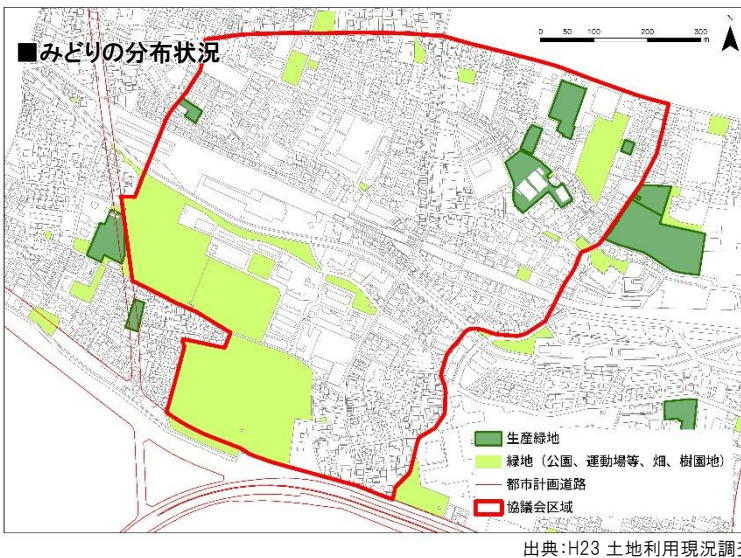 ■みどりの分布状況
N
0 50 100 200 300
m
生産緑地
緑地（公園、運動場等、畑、樹園地）
都市計画道路
協議会区域
出典：H23 土地利用現況調査